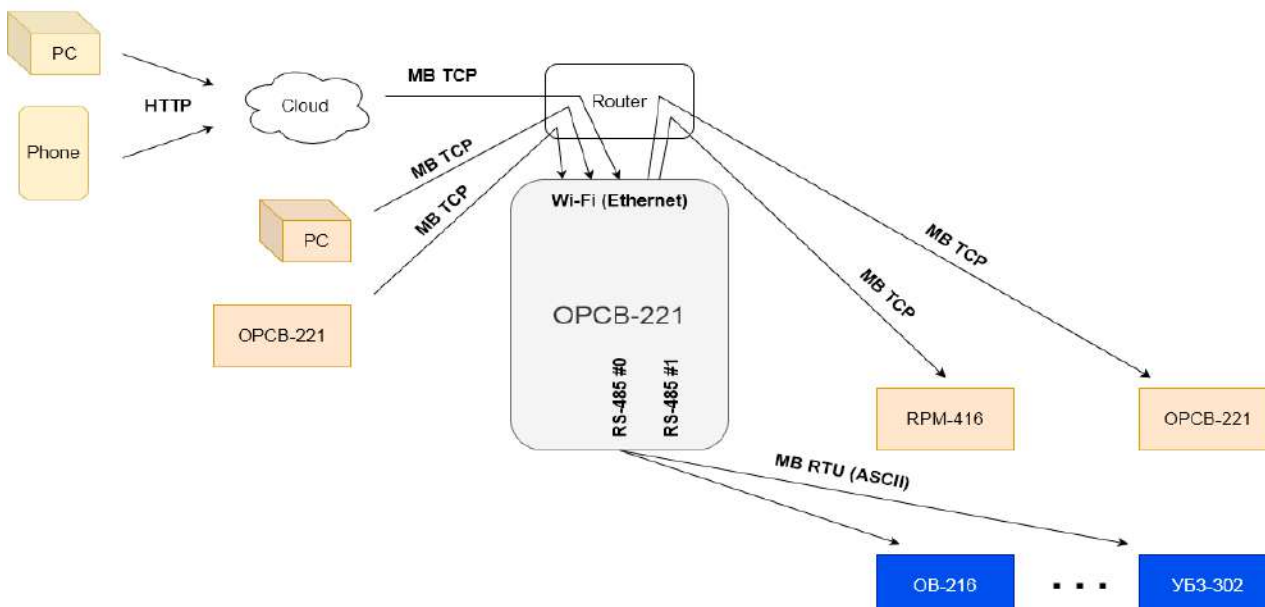 PC
HTTP
Phone
Cloud
MB TCP
Router
MB TCP
MB TCP
PC
OPCB-221
Wi-Fi (Ethernet)
OPCB-221
RS-485 #0
RS-485 #1
MB TCP
MB TCP
RPM-416
OPCB-221
MB RTU (ASCII)
OB-216
УБЗ-302